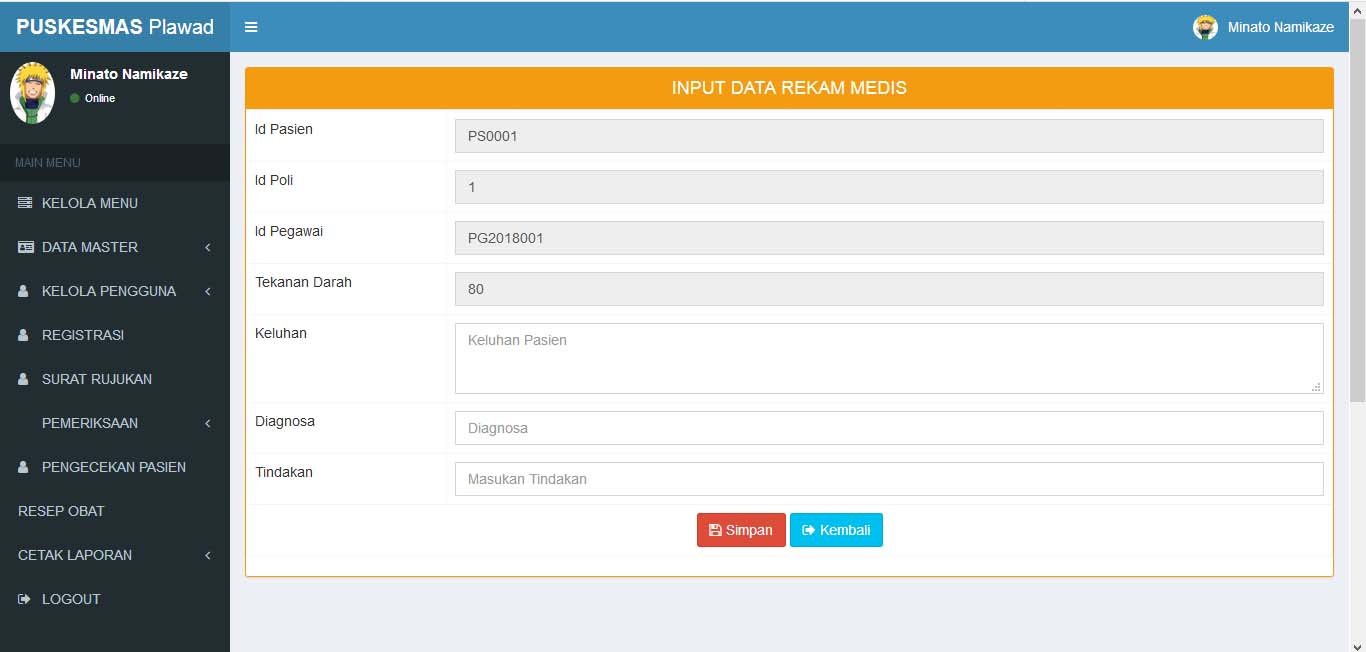 PUSKESMAS Plawad
Minato Namikaze
Minato Namikaze
Online
MAIN MENU
KELOLA MENU
DATA MASTER
KELOLA PENGGUNA
REGISTRASI
SURAT RUJUKAN
PEMERIKSAAN
PENGECEKAN PASIEN
RESEP OBAT
CETAK LAPORAN
LOGOUT
INPUT DATA REKAM MEDIS
Id Pasien PS0001
Id Poli 1
Id Pegawai PG2018001
Tekanan Darah 80
Keluhan Keluhan Pasien
Diagnosa Diagnosa
Tindakan Masukan Tindakan
Simpan Kembali